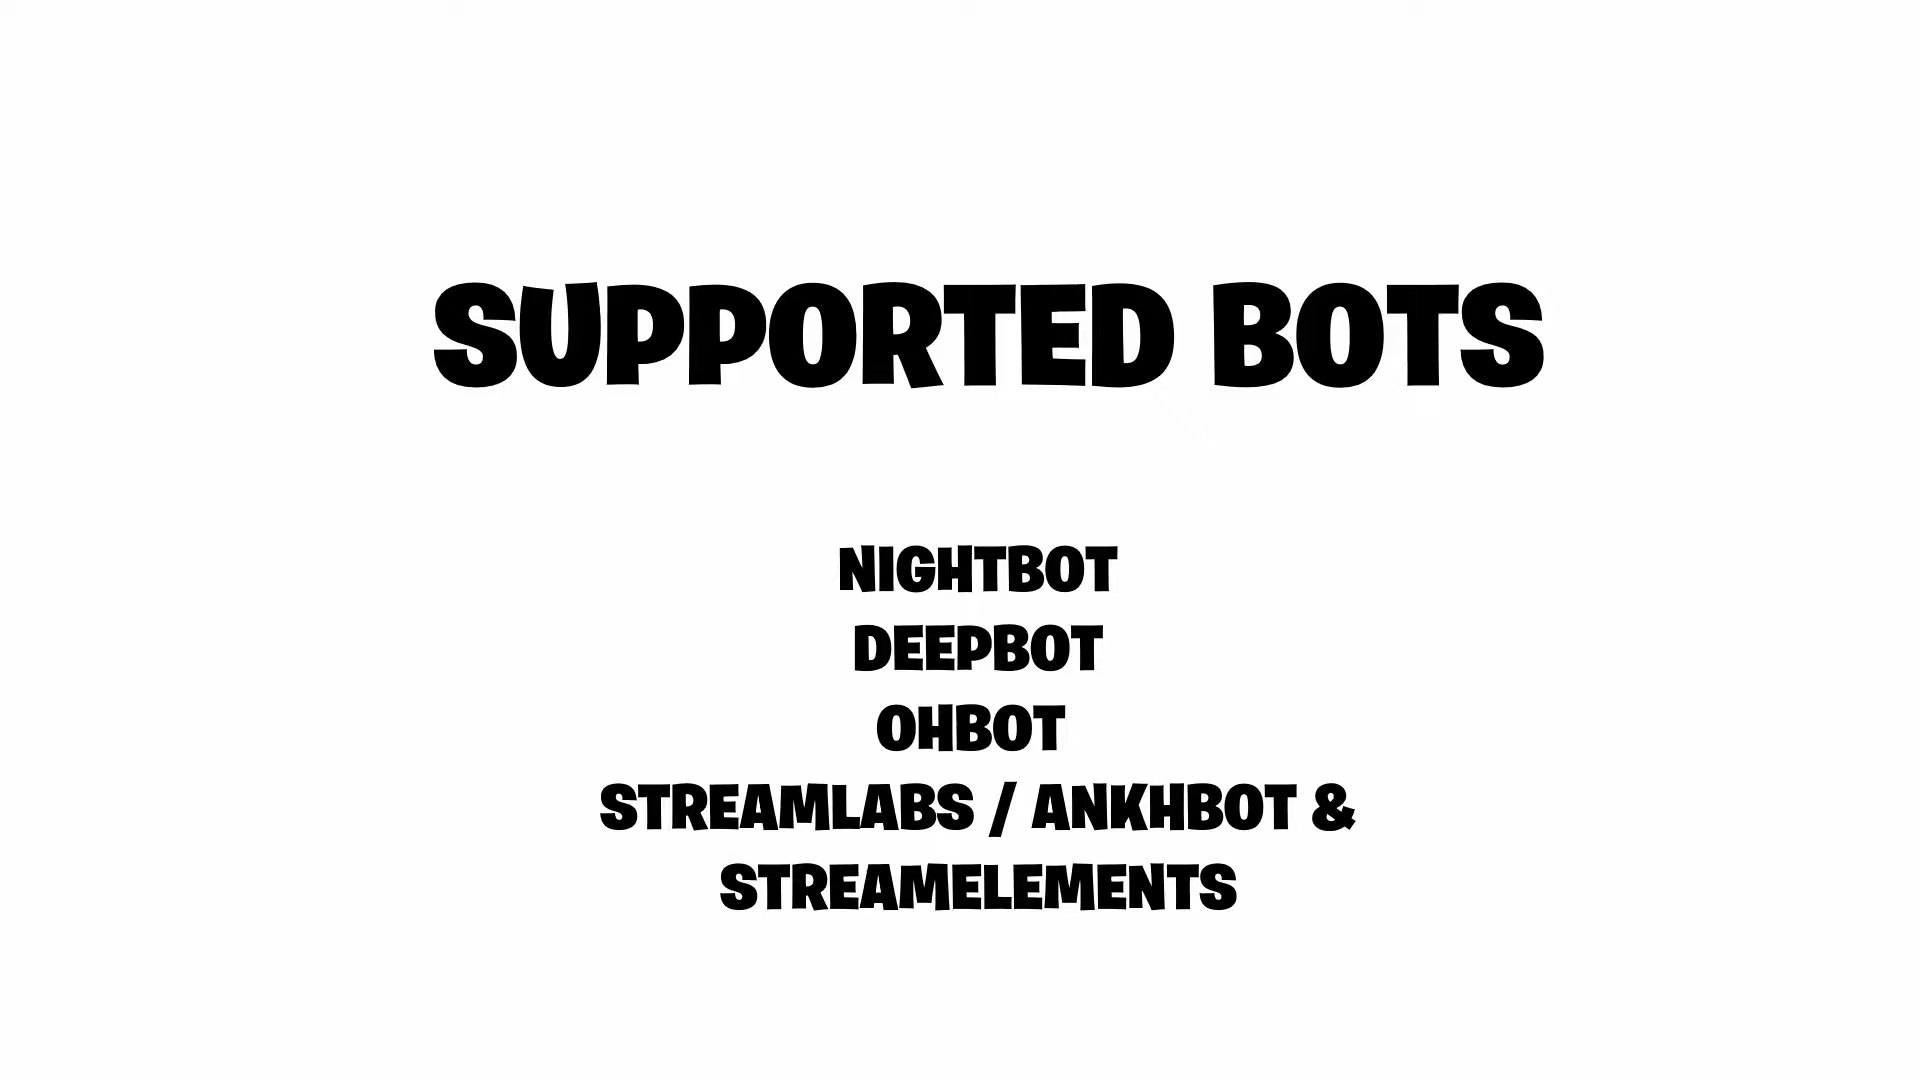 SUPPORTED BOTS
NIGHTBOT
DEEPBOT
OHBOT
STREAMLABS / ANKHBOT &
STREAMELEMENTS